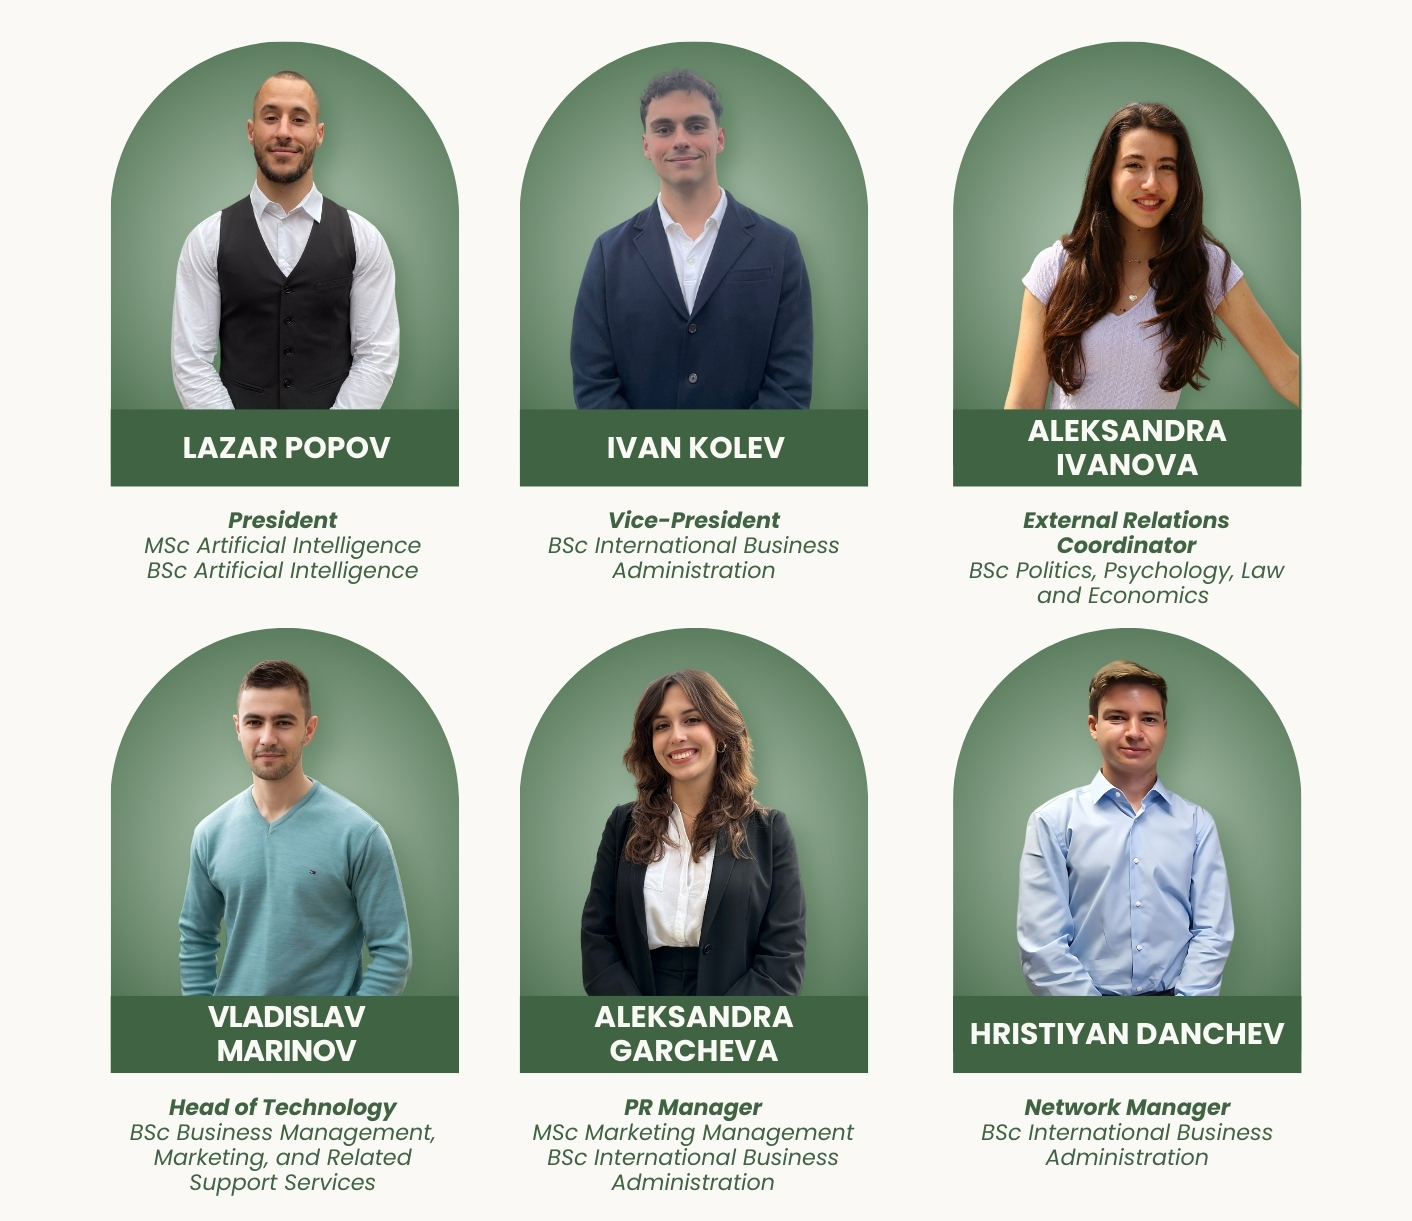 LAZAR POPOV
President
MSc Artificial Intelligence
BSc Artificial Intelligence
IVAN KOLEV
Vice-President
BSc International Business
Administration
ALEKSANDRA
IVANOVA
External Relations
Coordinator
BSc Politics, Psychology, Law
and Economics
VLADISLAV
MARINOV
Head of Technology
BSc Business Management,
Marketing, and Related
Support Services
ALEKSANDRA
GARCHEVA
PR Manager
MSc Marketing Management
BSc International Business
Administration
HRISTIYAN DANCHEV
Network Manager
BSc International Business
Administration